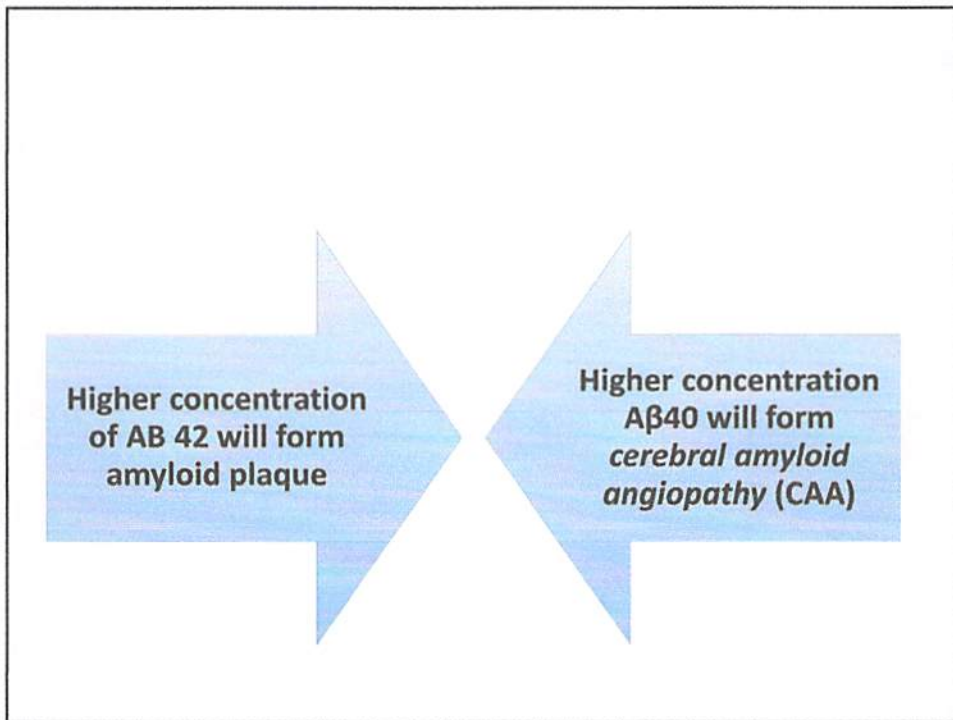 Higher concentration
of AB 42 will form
amyloid plaque
Higher concentration
Aβ40 will form
cerebral amyloid
angiopathy (CAA)